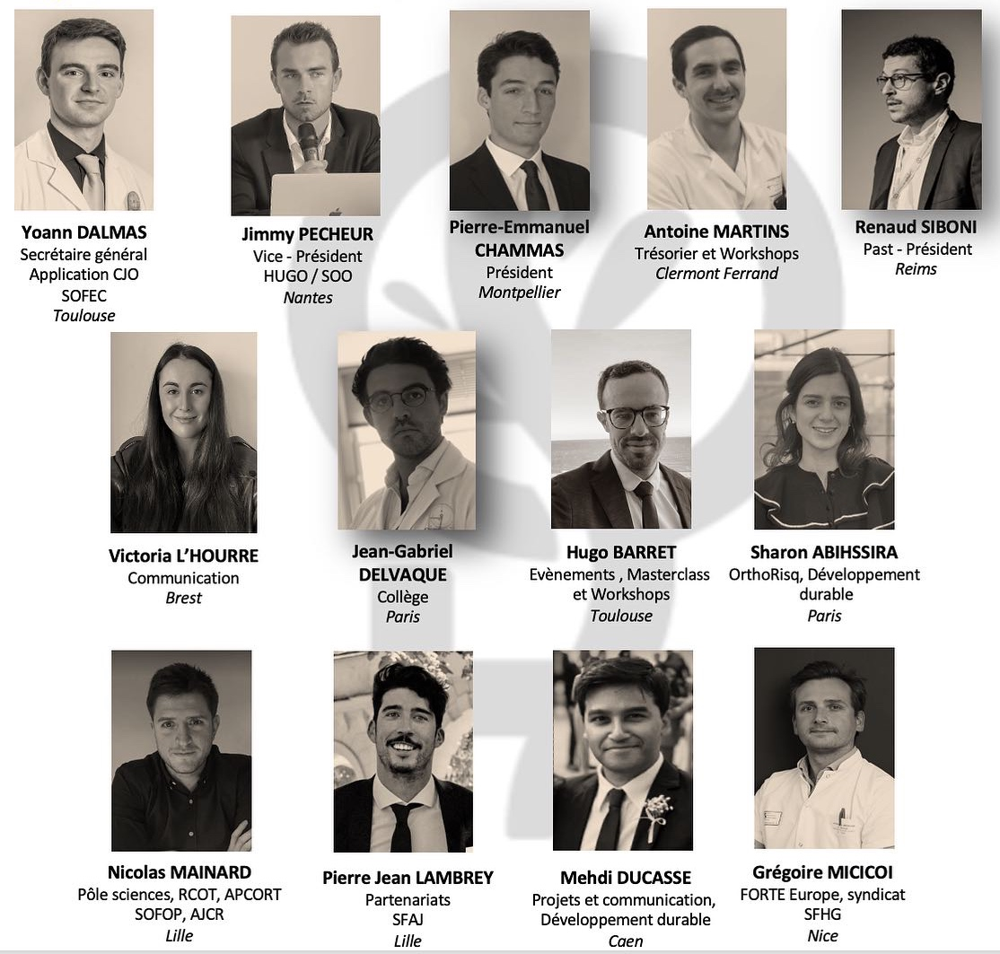 Yoann DALMAS
Secrétaire général
Application CJO
SOFEC
Toulouse
Jimmy PECHEUR
Vice - Président
HUGO / SOO
Nantes
Pierre-Emmanuel
CHAMMAS
Président
Montpellier
Antoine MARTINS
Trésorier et Workshops
Clermont Ferrand
Renaud SIBONI
Past - Président
Reims
Victoria L’HOURRE
Communication
Brest
Jean-Gabriel
DELVAQUE
Collège
Paris
Hugo BARRET
Evènements , Masterclass
et Workshops
Toulouse
Sharon ABIHSSIRA
OrthoRisq, Développement
durable
Paris
Nicolas MAINARD
Pôle sciences, RCOT, APCORT
SOFOP, AJCR
Lille
Pierre Jean LAMBREY
Partenariats
SFAJ
Lille
Mehdi DUCASSE
Projets et communication,
Développement durable
Caen
Grégoire MICICOI
FORTE Europe, syndicat
SFHG
Nice